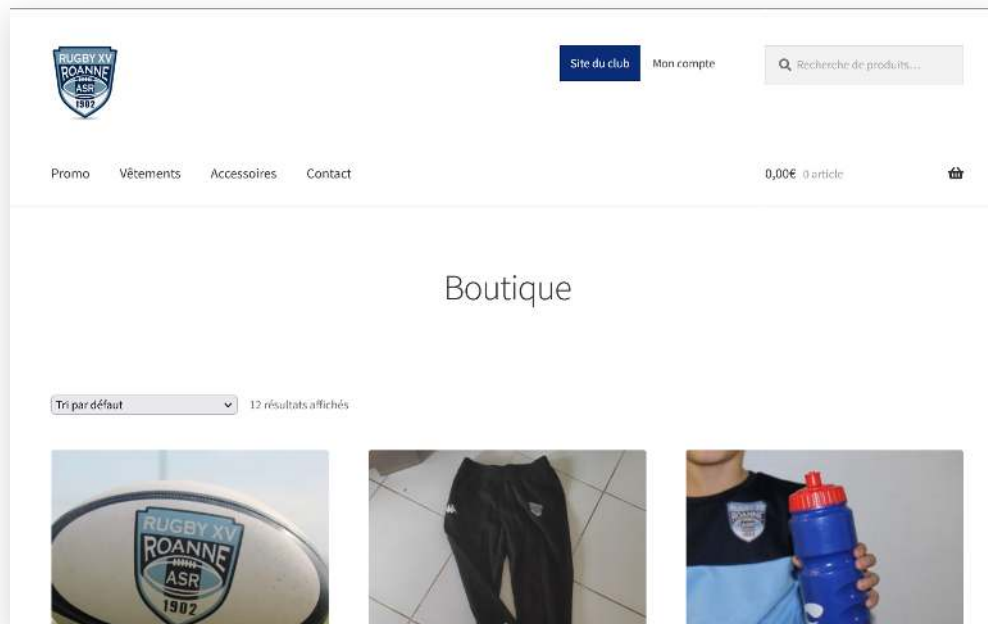 RUGBY XV
ROANNE
ASR
1902
Site du club
Mon compte
Recherche de produits...
Promo
Vêtements
Accessoires
Contact
0,00€ 0 article
Boutique
Tri par défaut
12 résultats affichés
RUGBY XV
ROANNE
ASR
1902
ROANNE